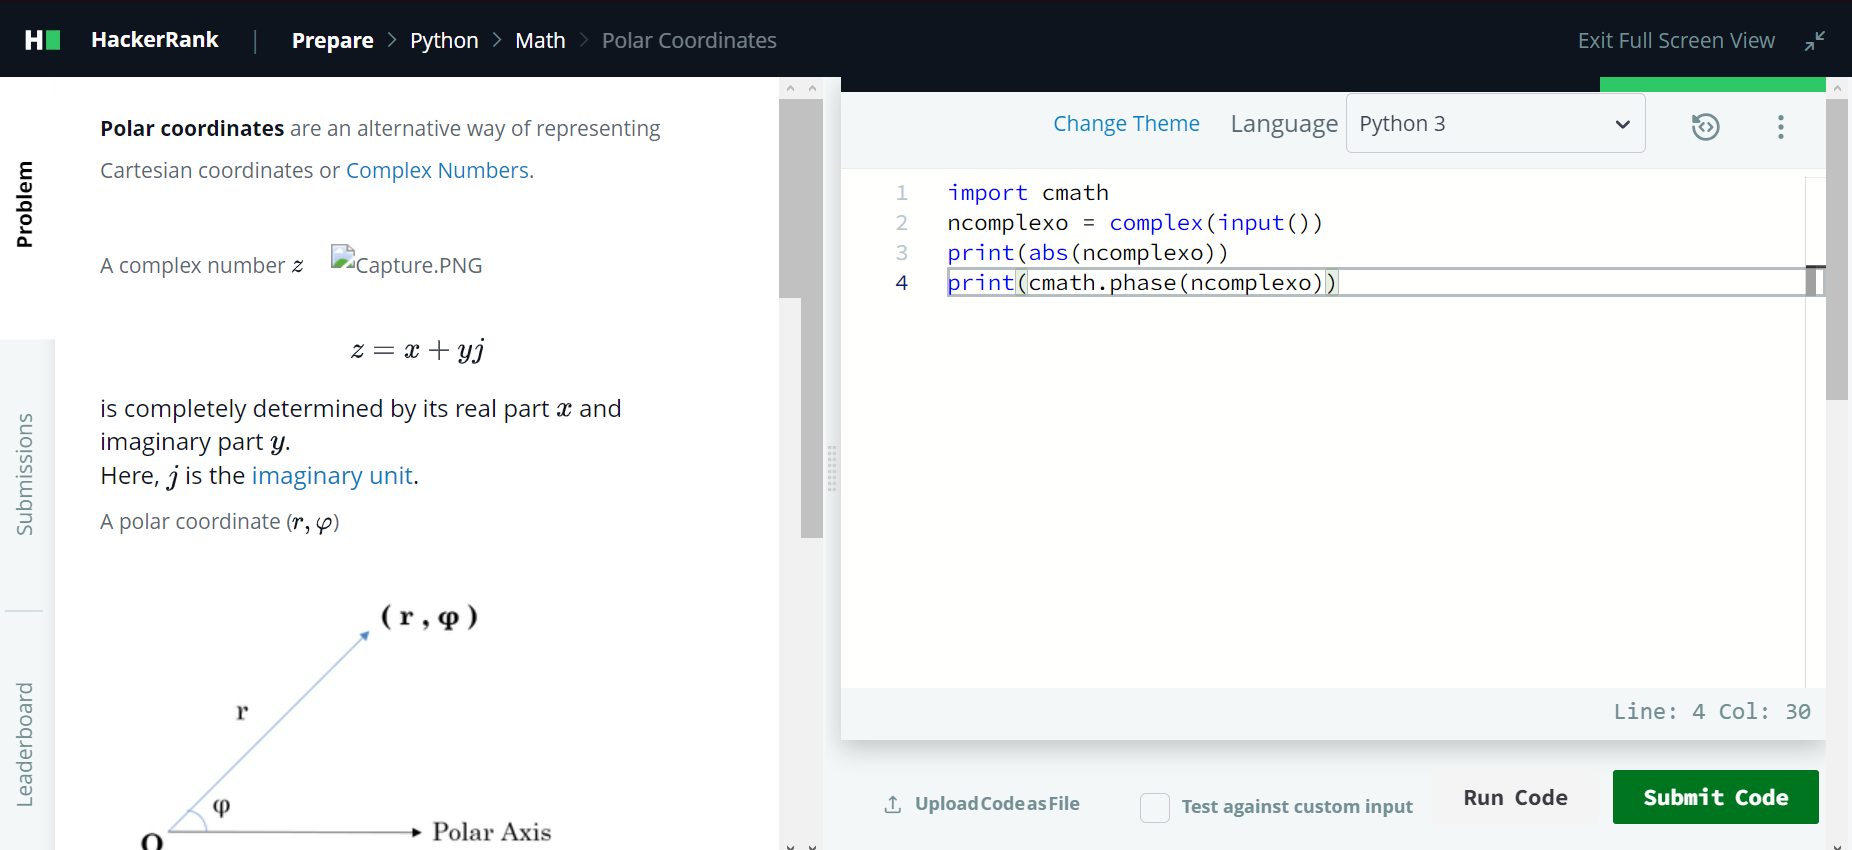 HackerRank | Prepare > Python > Math > Polar Coordinates
Exit Full Screen View
Problem
Submissions
Leaderboard
Polar coordinates are an alternative way of representing
Cartesian coordinates or Complex Numbers.
A complex number z Capture.PNG
z = x + yj
is completely determined by its real part x and
imaginary part y.
Here, j is the imaginary unit.
A polar coordinate (r, φ)
( r , φ )
r
φ
O
Polar Axis
Change Theme Language Python 3
1 import cmath
2 ncomplexo = complex(input())
3 print(abs(ncomplexo))
4 print(cmath.phase(ncomplexo))
Line: 4 Col: 30
Upload Code as File
Test against custom input
Run Code
Submit Code